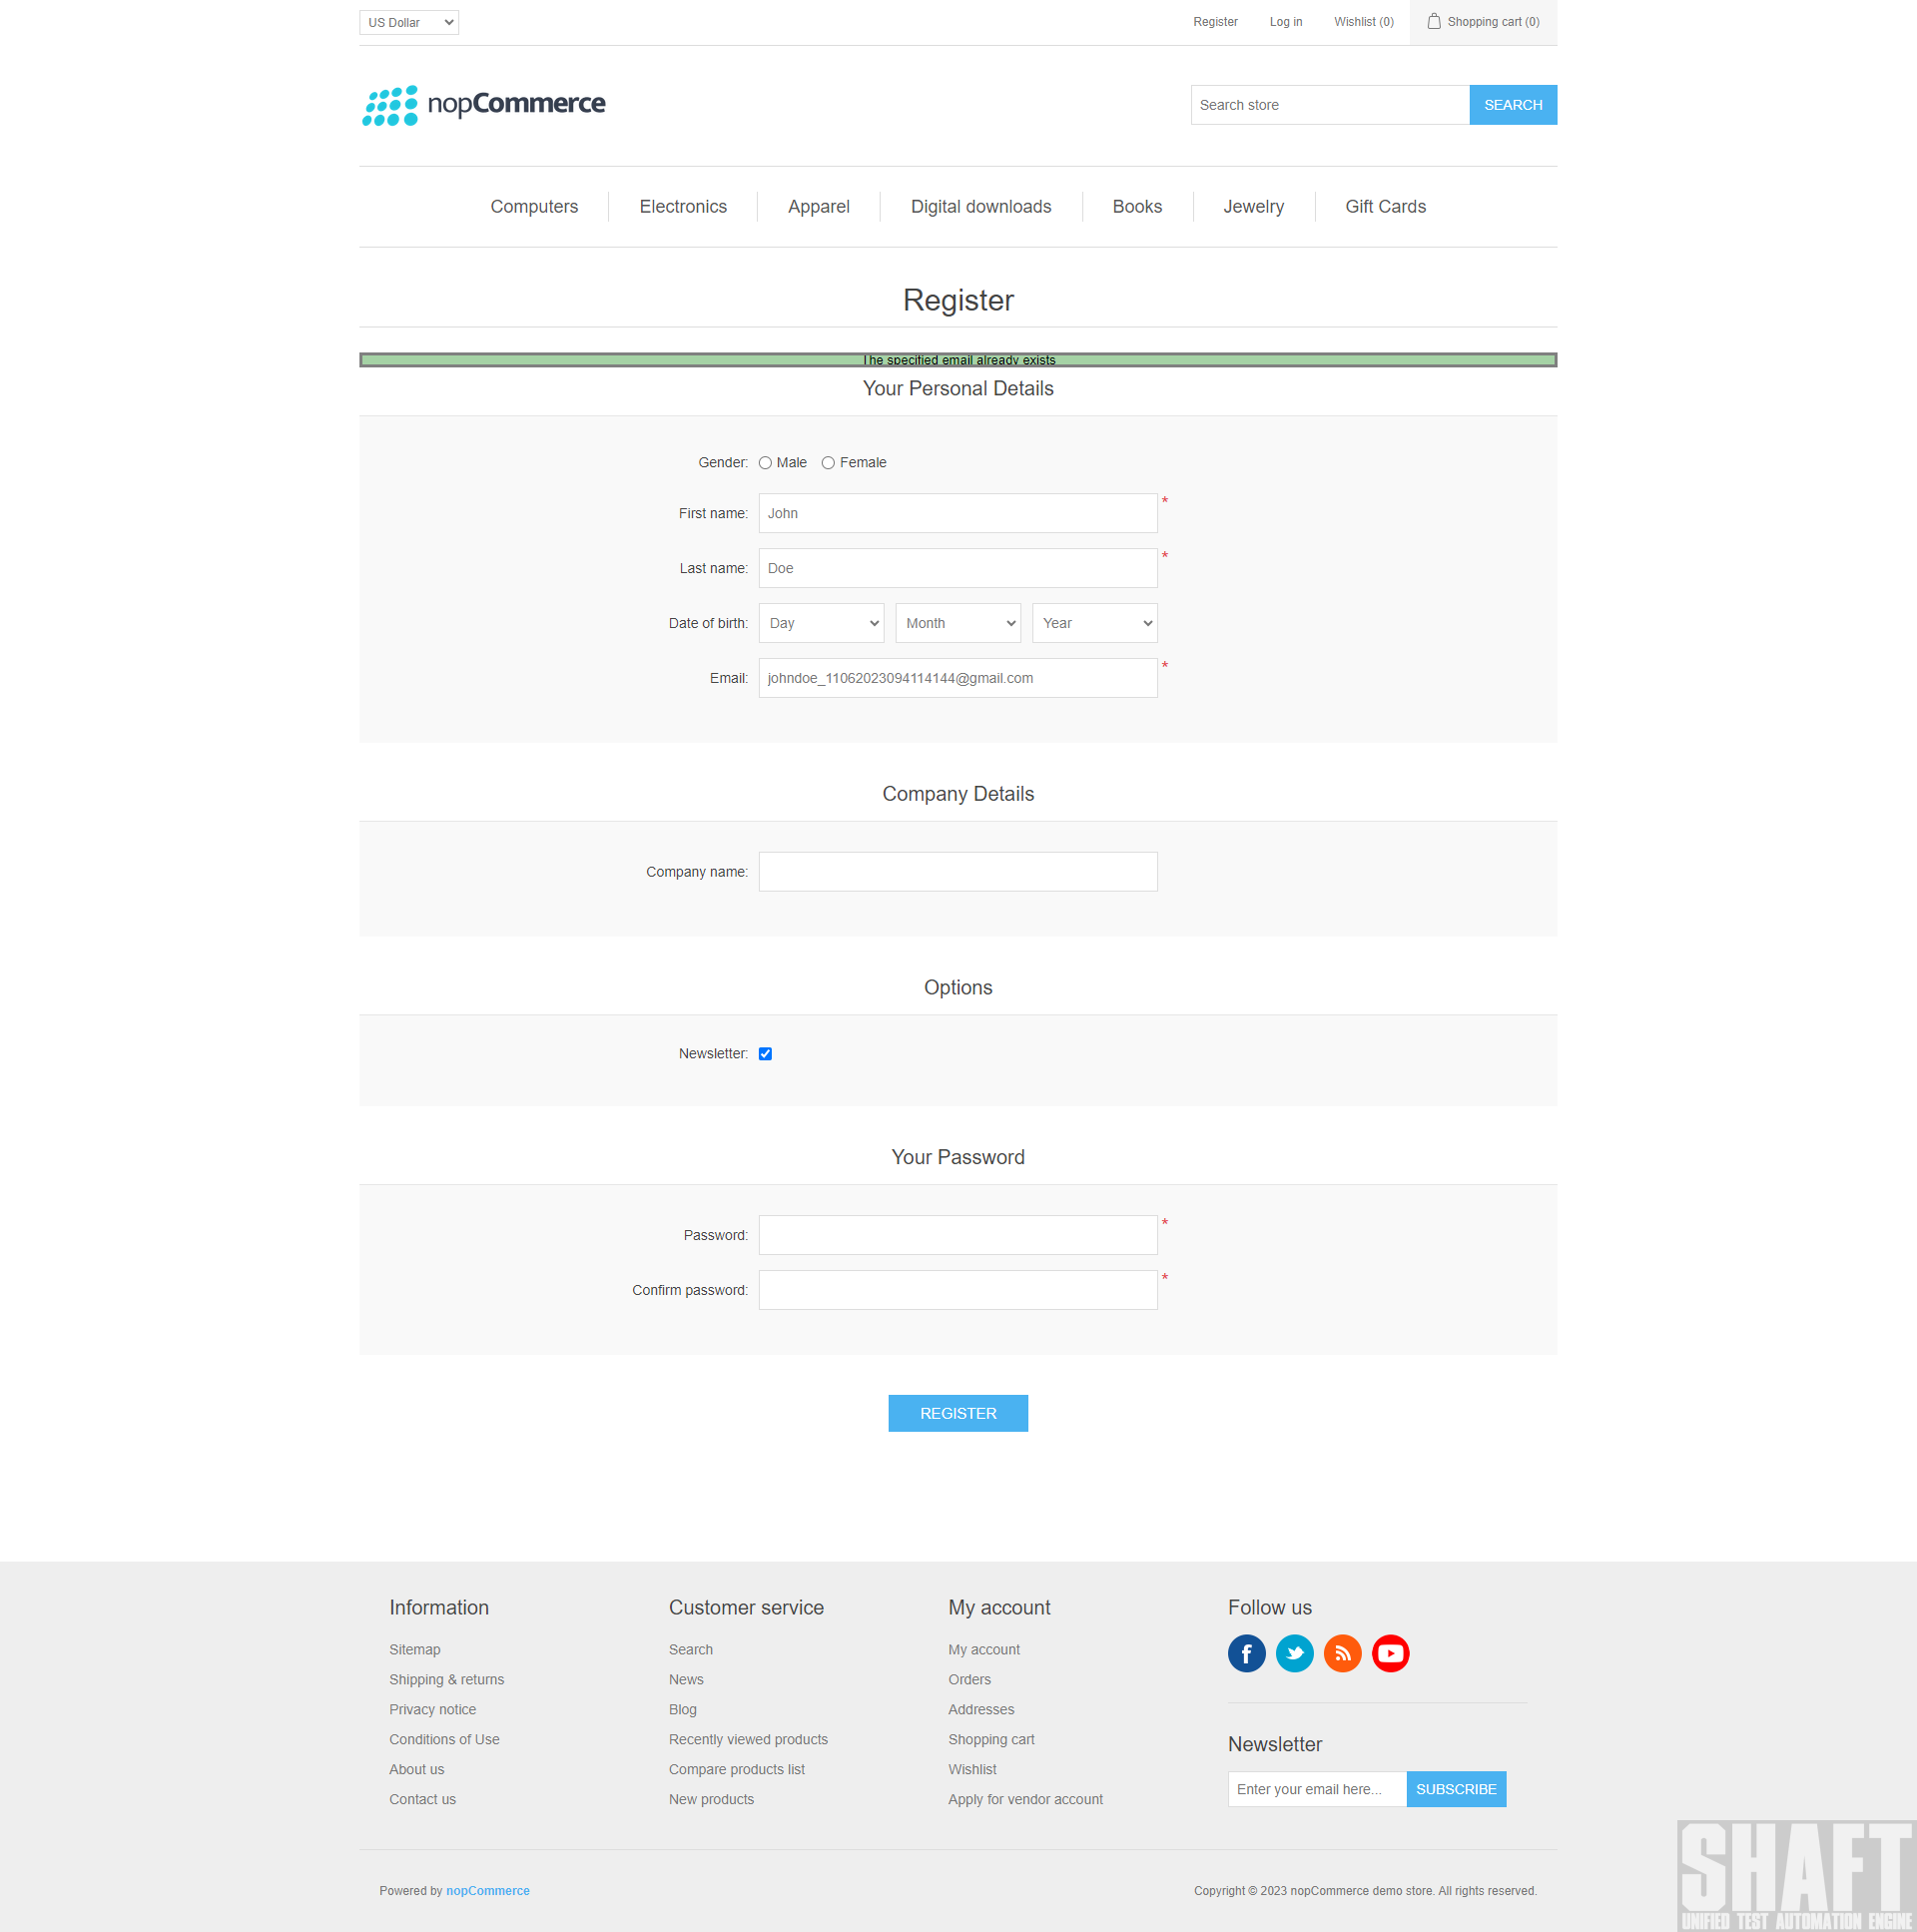 US Dollar
Register Log in Wishlist (0) Shopping cart (0)
nopCommerce
Search store SEARCH
Computers Electronics Apparel Digital downloads Books Jewelry Gift Cards
Register
The specified email already exists
Your Personal Details
Gender: Male Female
First name: John *
Last name: Doe *
Date of birth: Day Month Year
Email: johndoe_11062023094114144@gmail.com *
Company Details
Company name:
Options
Newsletter:
Your Password
Password: *
Confirm password: *
REGISTER
Information
Sitemap
Shipping & returns
Privacy notice
Conditions of Use
About us
Contact us
Customer service
Search
News
Blog
Recently viewed products
Compare products list
New products
My account
My account
Orders
Addresses
Shopping cart
Wishlist
Apply for vendor account
Follow us
Newsletter
Enter your email here... SUBSCRIBE
Powered by nopCommerce
Copyright © 2023 nopCommerce demo store. All rights reserved.
SHAFT
UNIFIED TEST AUTOMATION ENGINE